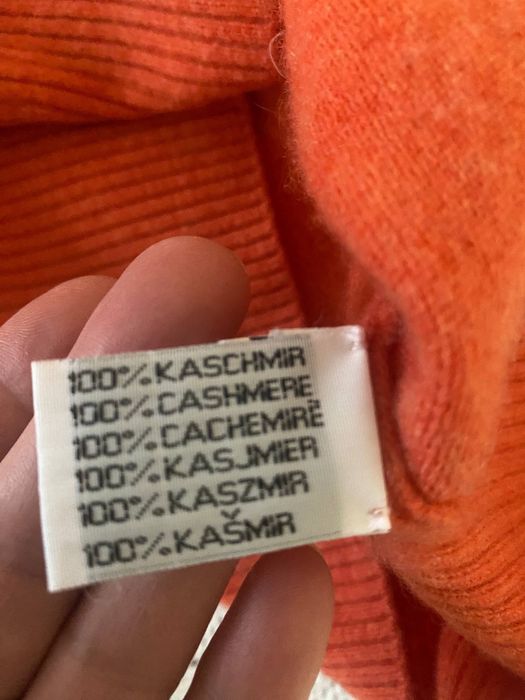 100% KASCHMIR
100% CASHMERE
100% CACHEMIRE
100% KASJMIER
100% KASZMIR
100% KAŠMIR